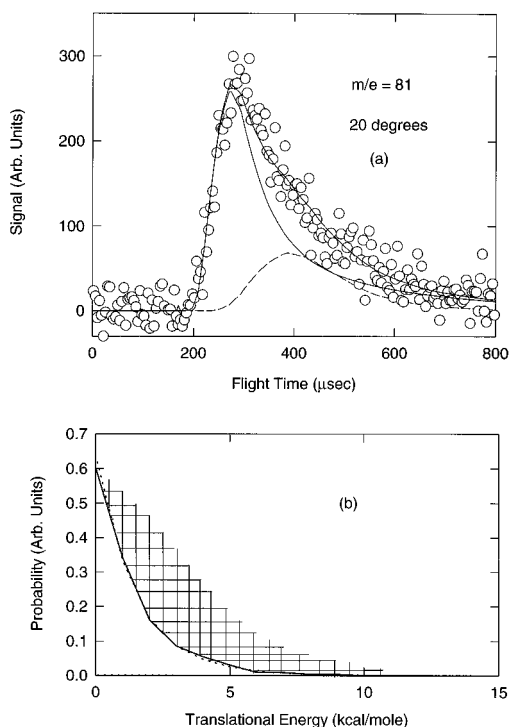 300
200
100
0
Signal (Arb. Units)
m/e = 81
20 degrees
(a)
0 200 400 600 800
Flight Time (μsec)
0.7
0.6
0.5
0.4
0.3
0.2
0.1
0.0
Probability (Arb. Units)
(b)
0 5 10 15
Translational Energy (kcal/mole)